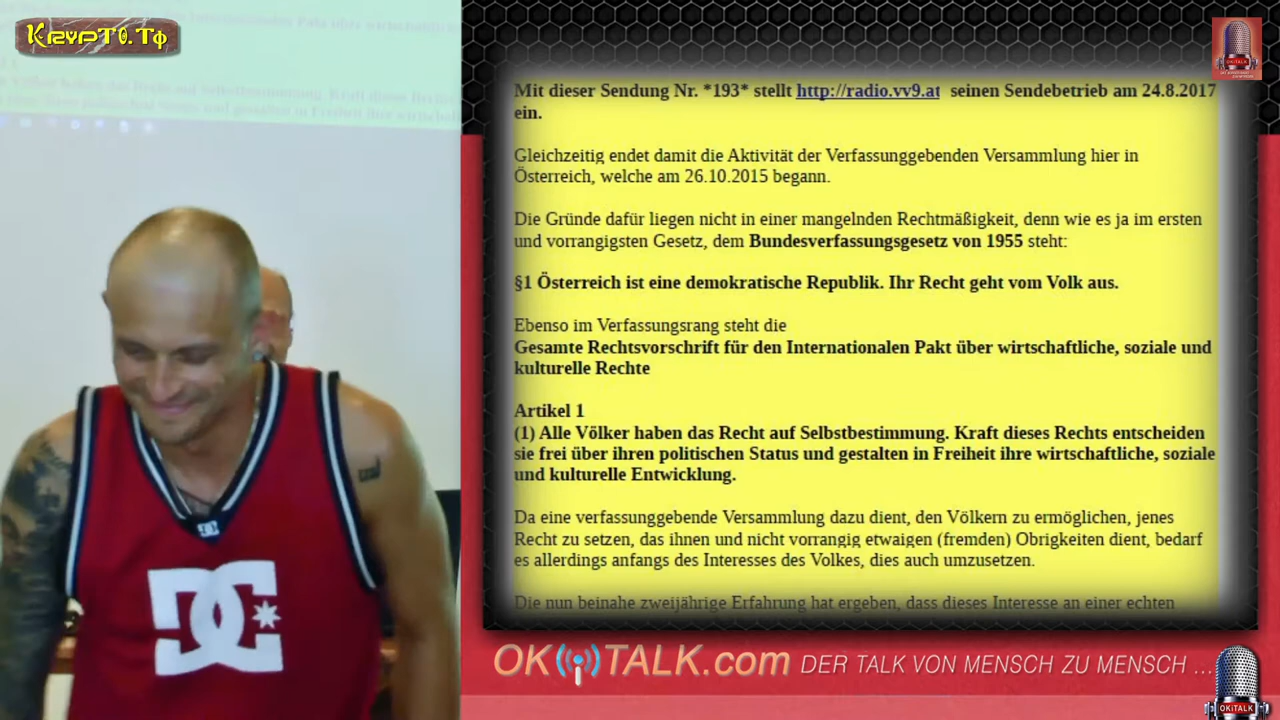 KrypT0.Tφ
Mit dieser Sendung Nr. *193* stellt http://radio.vv9.at seinen Sendebetrieb am 24.8.2017
ein.
Gleichzeitig endet damit die Aktivität der Verfassunggebenden Versammlung hier in
Österreich, welche am 26.10.2015 begann.
Die Gründe dafür liegen nicht in einer mangelnden Rechtmäßigkeit, denn wie es ja im ersten
und vorrangigsten Gesetz, dem Bundesverfassungsgesetz von 1955 steht:
§1 Österreich ist eine demokratische Republik. Ihr Recht geht vom Volk aus.
Ebenso im Verfassungsrang steht die
Gesamte Rechtsvorschrift für den Internationalen Pakt über wirtschaftliche, soziale und
kulturelle Rechte
Artikel 1
(1) Alle Völker haben das Recht auf Selbstbestimmung. Kraft dieses Rechts entscheiden
sie frei über ihren politischen Status und gestalten in Freiheit ihre wirtschaftliche, soziale
und kulturelle Entwicklung.
Da eine verfassunggebende Versammlung dazu dient, den Völkern zu ermöglichen, jenes
Recht zu setzen, das ihnen und nicht vorrangig etwaigen (fremden) Obrigkeiten dient, bedarf
es allerdings anfangs des Interesses des Volkes, dies auch umzusetzen.
Die nun beinahe zweijährige Erfahrung hat ergeben, dass dieses Interesse an einer echten
OKiTALK.com DER TALK VON MENSCH ZU MENSCH ...
OKiTALK